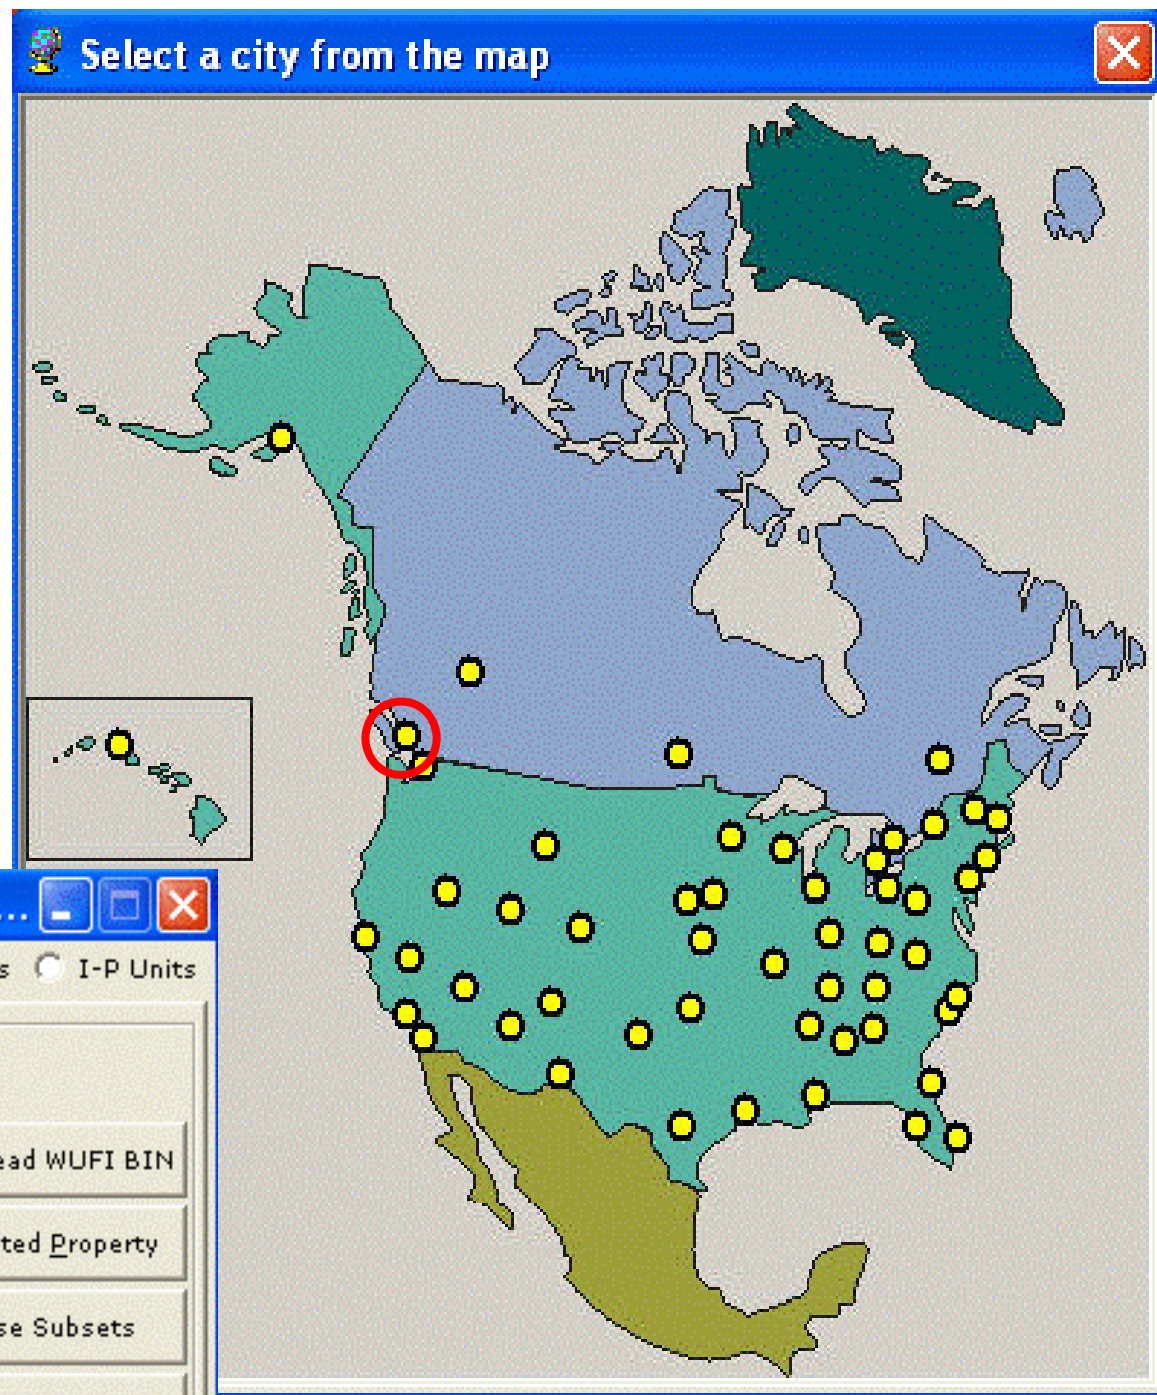 Select a city from the map
...
s I-P Units
ead WUFI BIN
ted Property
se Subsets